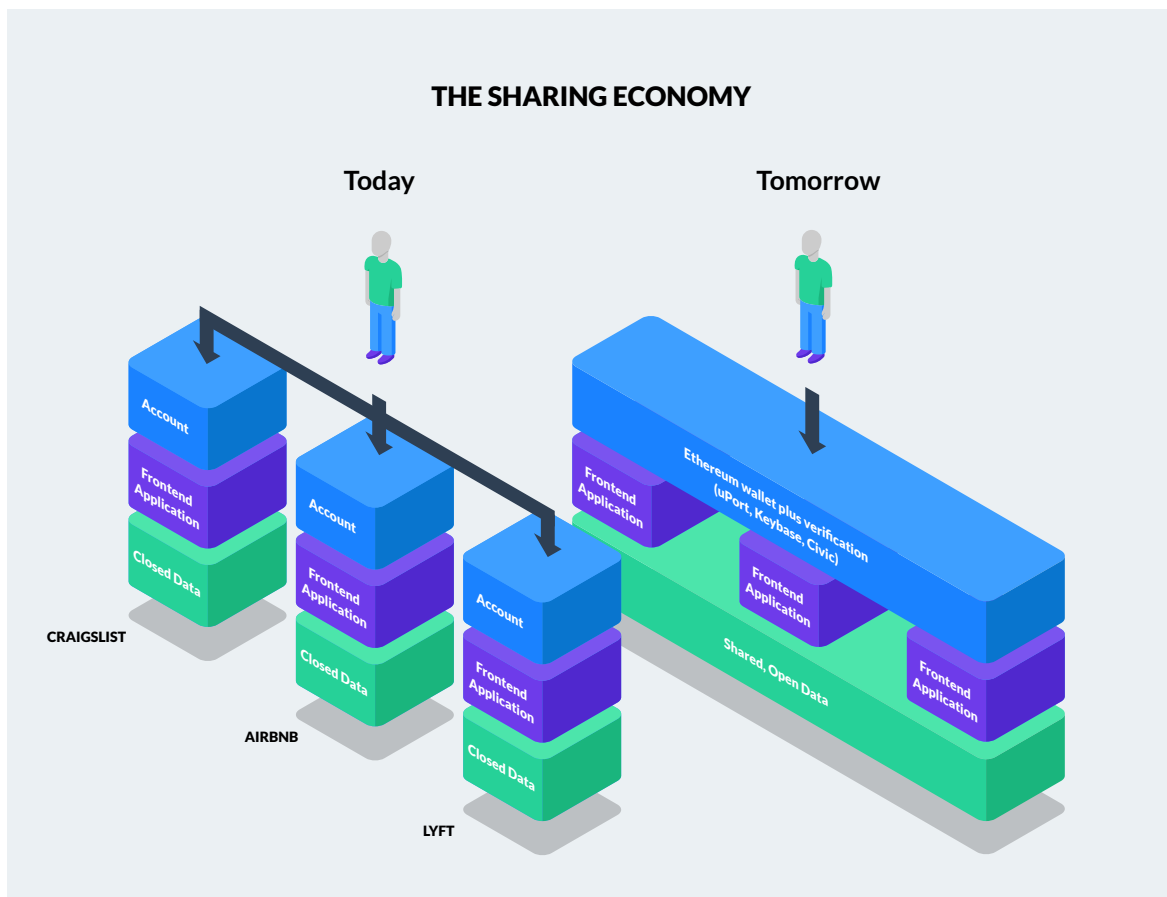 THE SHARING ECONOMY
Today
Tomorrow
Account
Frontend
Application
Closed Data
CRAIGSLIST
Account
Frontend
Application
Closed Data
AIRBNB
Account
Frontend
Application
Closed Data
LYFT
Ethereum wallet plus verification
(uPort, Keybase, Civic)
Frontend
Application
Frontend
Application
Frontend
Application
Shared, Open Data